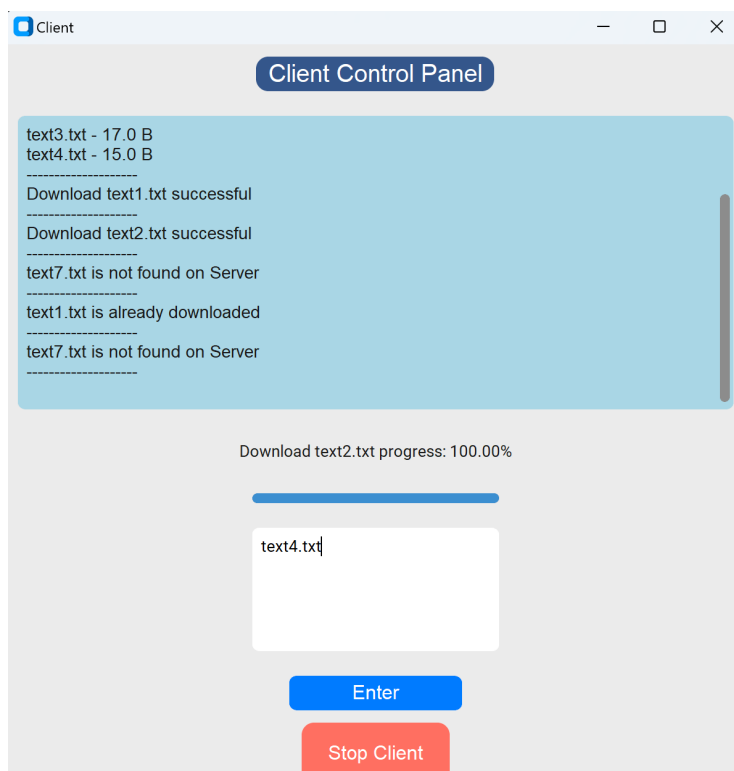 Client
Client Control Panel
text3.txt - 17.0 B
text4.txt - 15.0 B
--------------------
Download text1.txt successful
--------------------
Download text2.txt successful
--------------------
text7.txt is not found on Server
--------------------
text1.txt is already downloaded
--------------------
text7.txt is not found on Server
--------------------
Download text2.txt progress: 100.00%
text4.txt
Enter
Stop Client